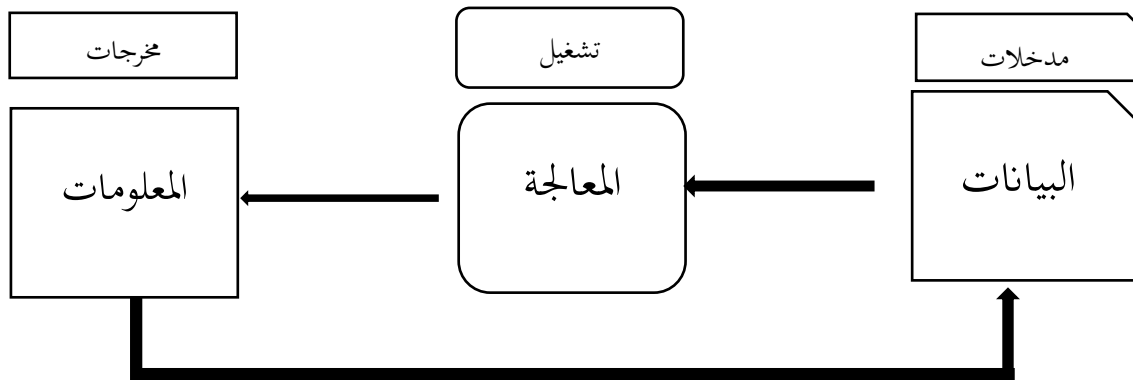 مدخلات
تشغيل
مخرجات
البيانات
المعالجة
المعلومات